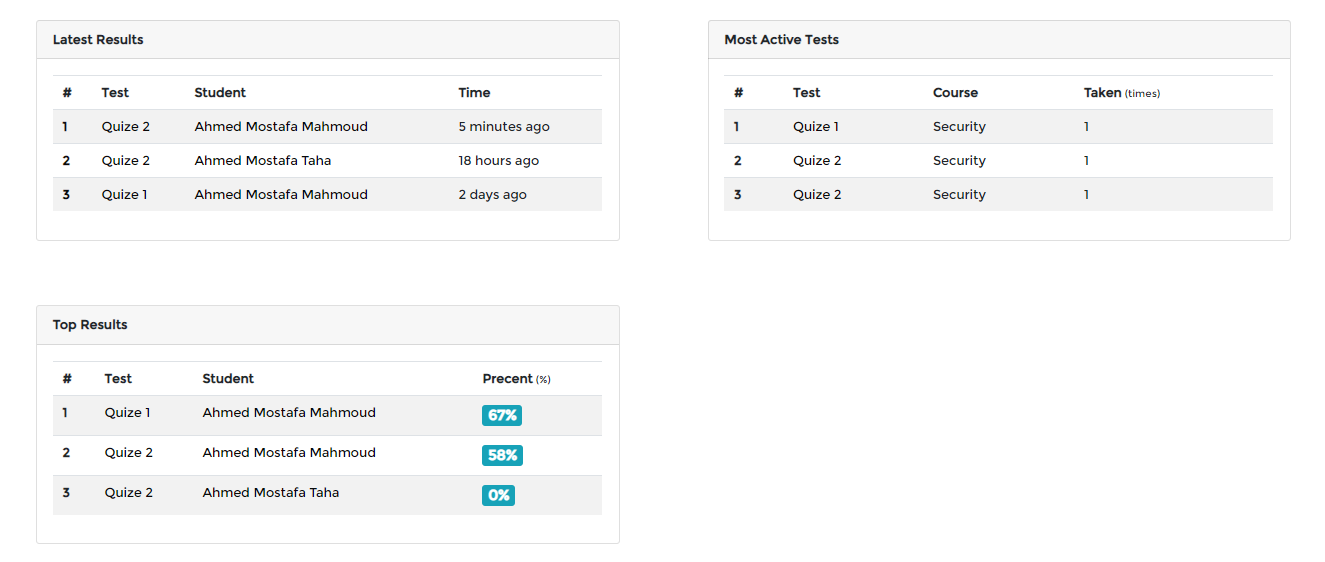 Latest Results
# Test Student Time
1 Quize 2 Ahmed Mostafa Mahmoud 5 minutes ago
2 Quize 2 Ahmed Mostafa Taha 18 hours ago
3 Quize 1 Ahmed Mostafa Mahmoud 2 days ago
Most Active Tests
# Test Course Taken (times)
1 Quize 1 Security 1
2 Quize 2 Security 1
3 Quize 2 Security 1
Top Results
# Test Student Precent (%)
1 Quize 1 Ahmed Mostafa Mahmoud 67%
2 Quize 2 Ahmed Mostafa Mahmoud 58%
3 Quize 2 Ahmed Mostafa Taha 0%